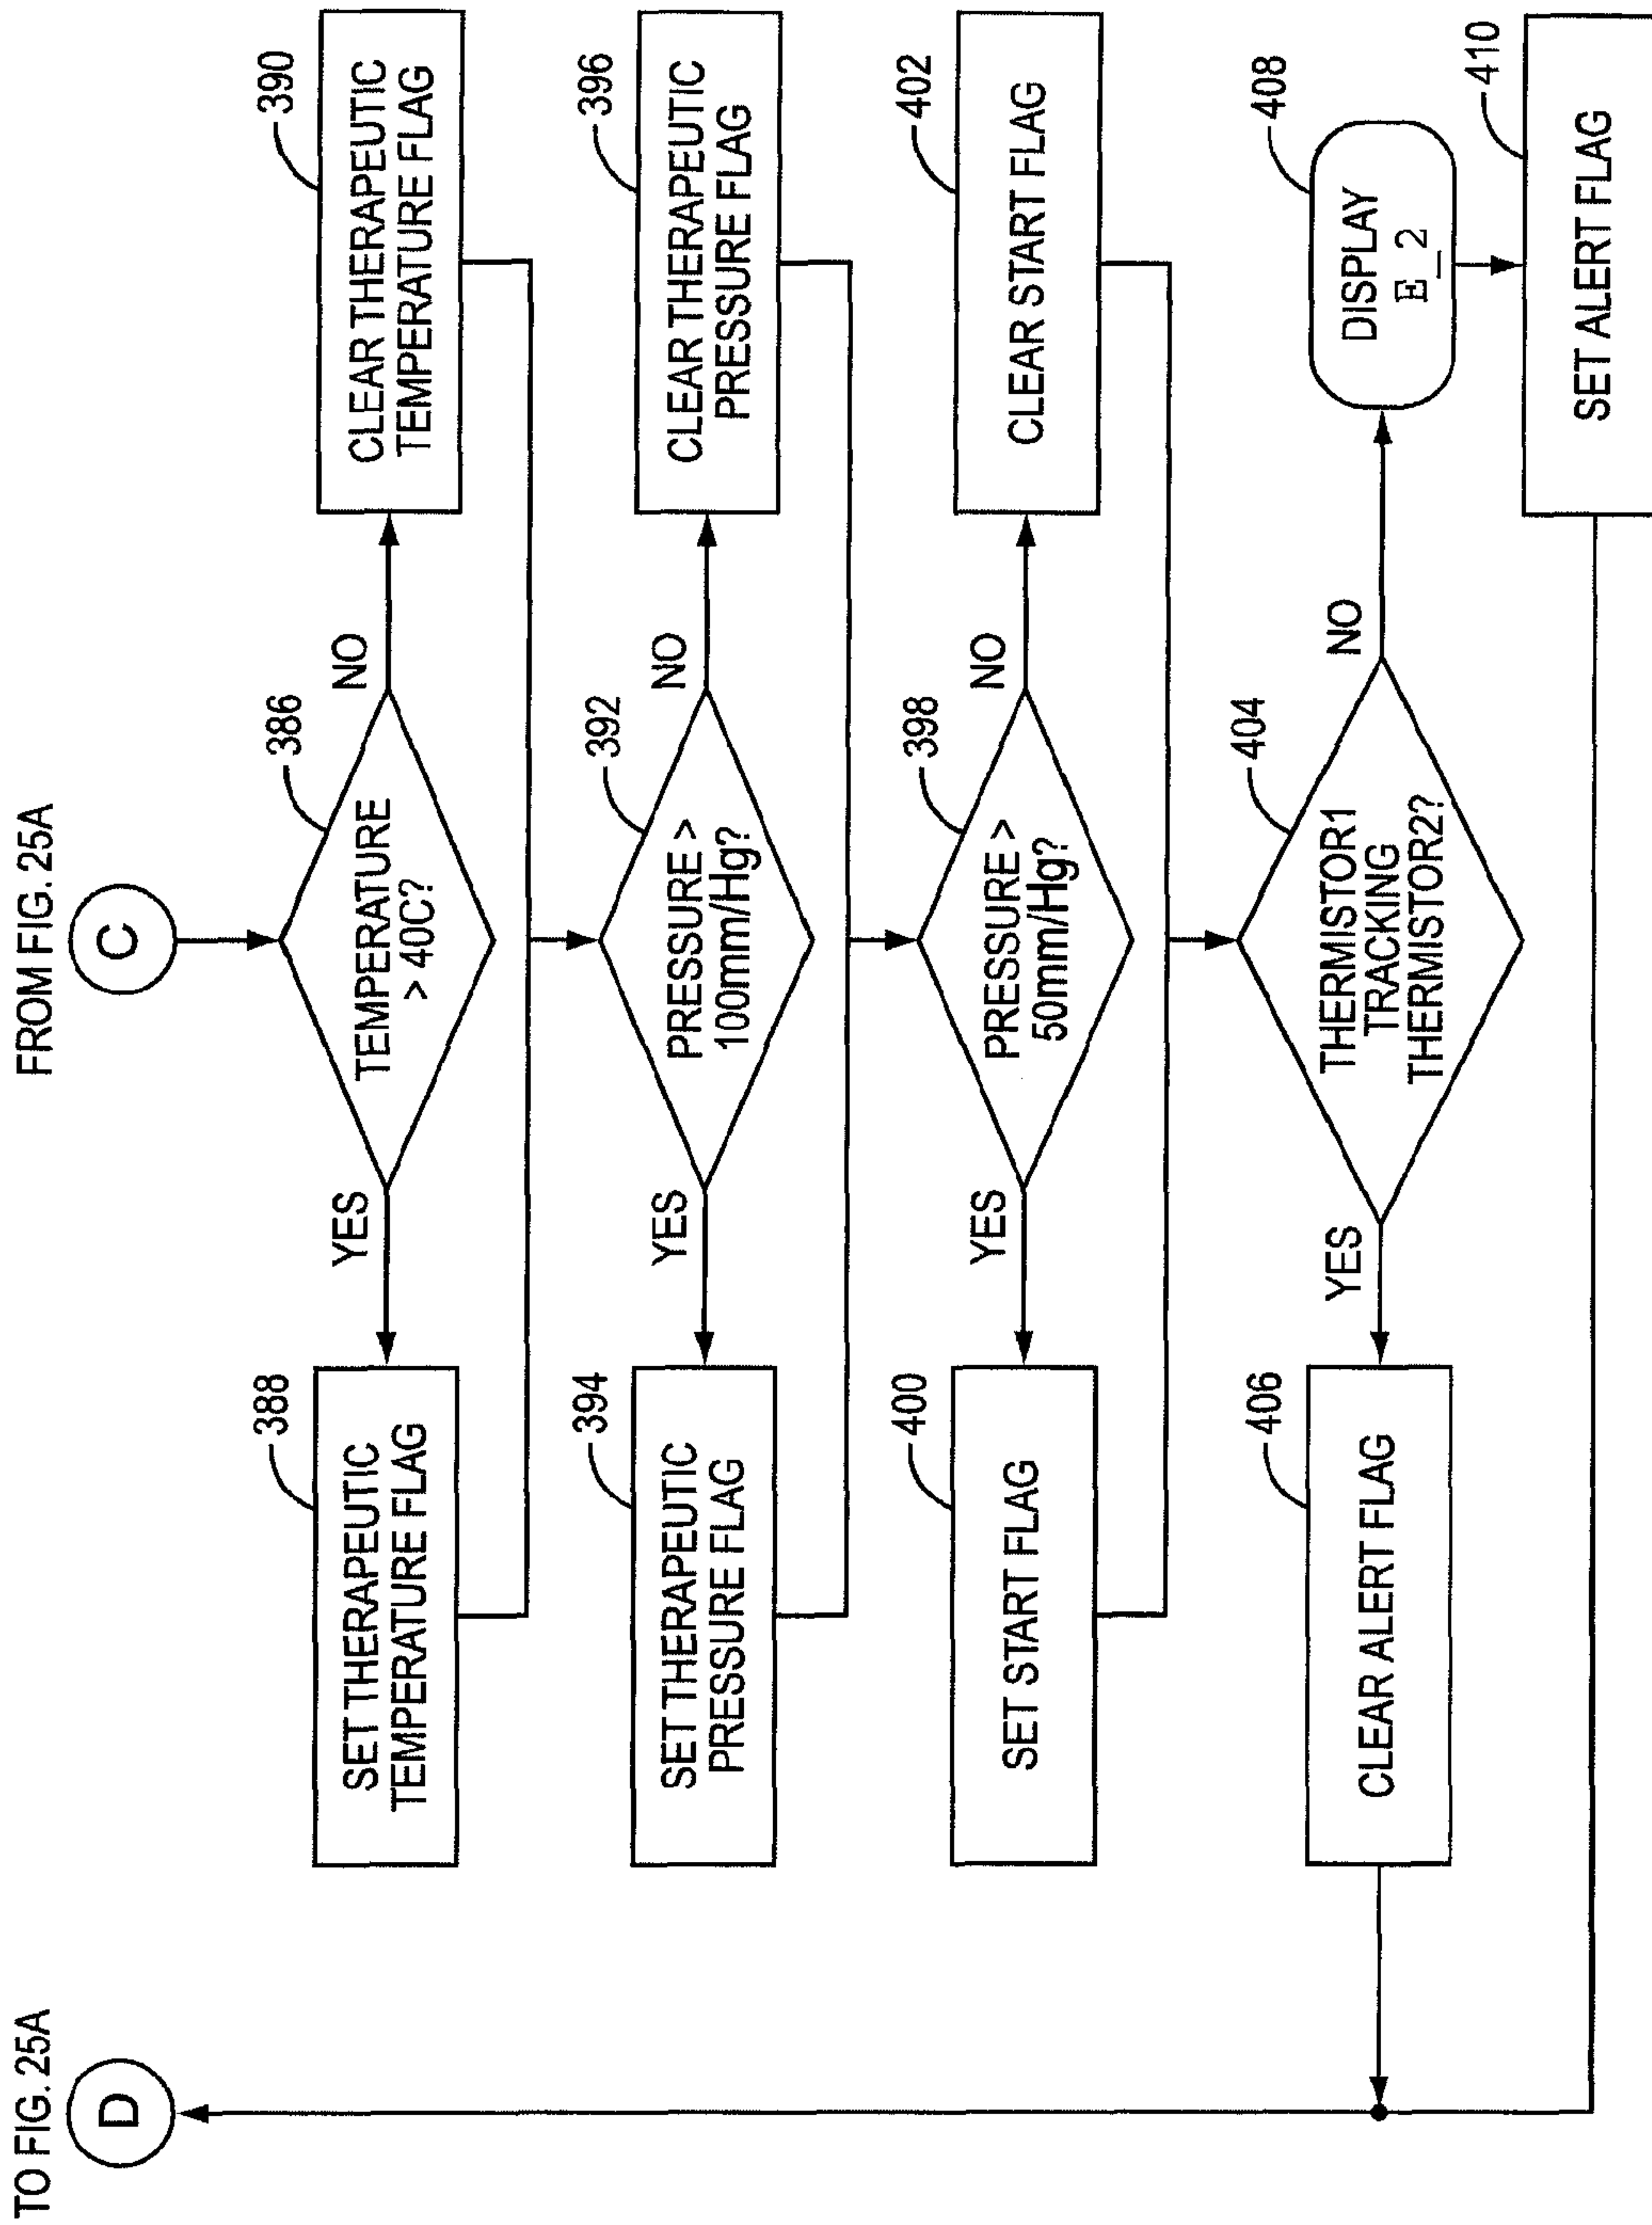 TO FIG. 25A
FROM FIG. 25A
D
C
386
TEMPERATURE
> 40C?
YES
NO
388
SET THERAPEUTIC
TEMPERATURE FLAG
390
CLEAR THERAPEUTIC
TEMPERATURE FLAG
392
PRESSURE >
100mm/Hg?
YES
NO
394
SET THERAPEUTIC
PRESSURE FLAG
396
CLEAR THERAPEUTIC
PRESSURE FLAG
398
PRESSURE >
50mm/Hg?
YES
NO
400
SET START FLAG
402
CLEAR START FLAG
404
THERMISTOR1
TRACKING
THERMISTOR2?
YES
NO
406
CLEAR ALERT FLAG
408
DISPLAY
E_2
410
SET ALERT FLAG